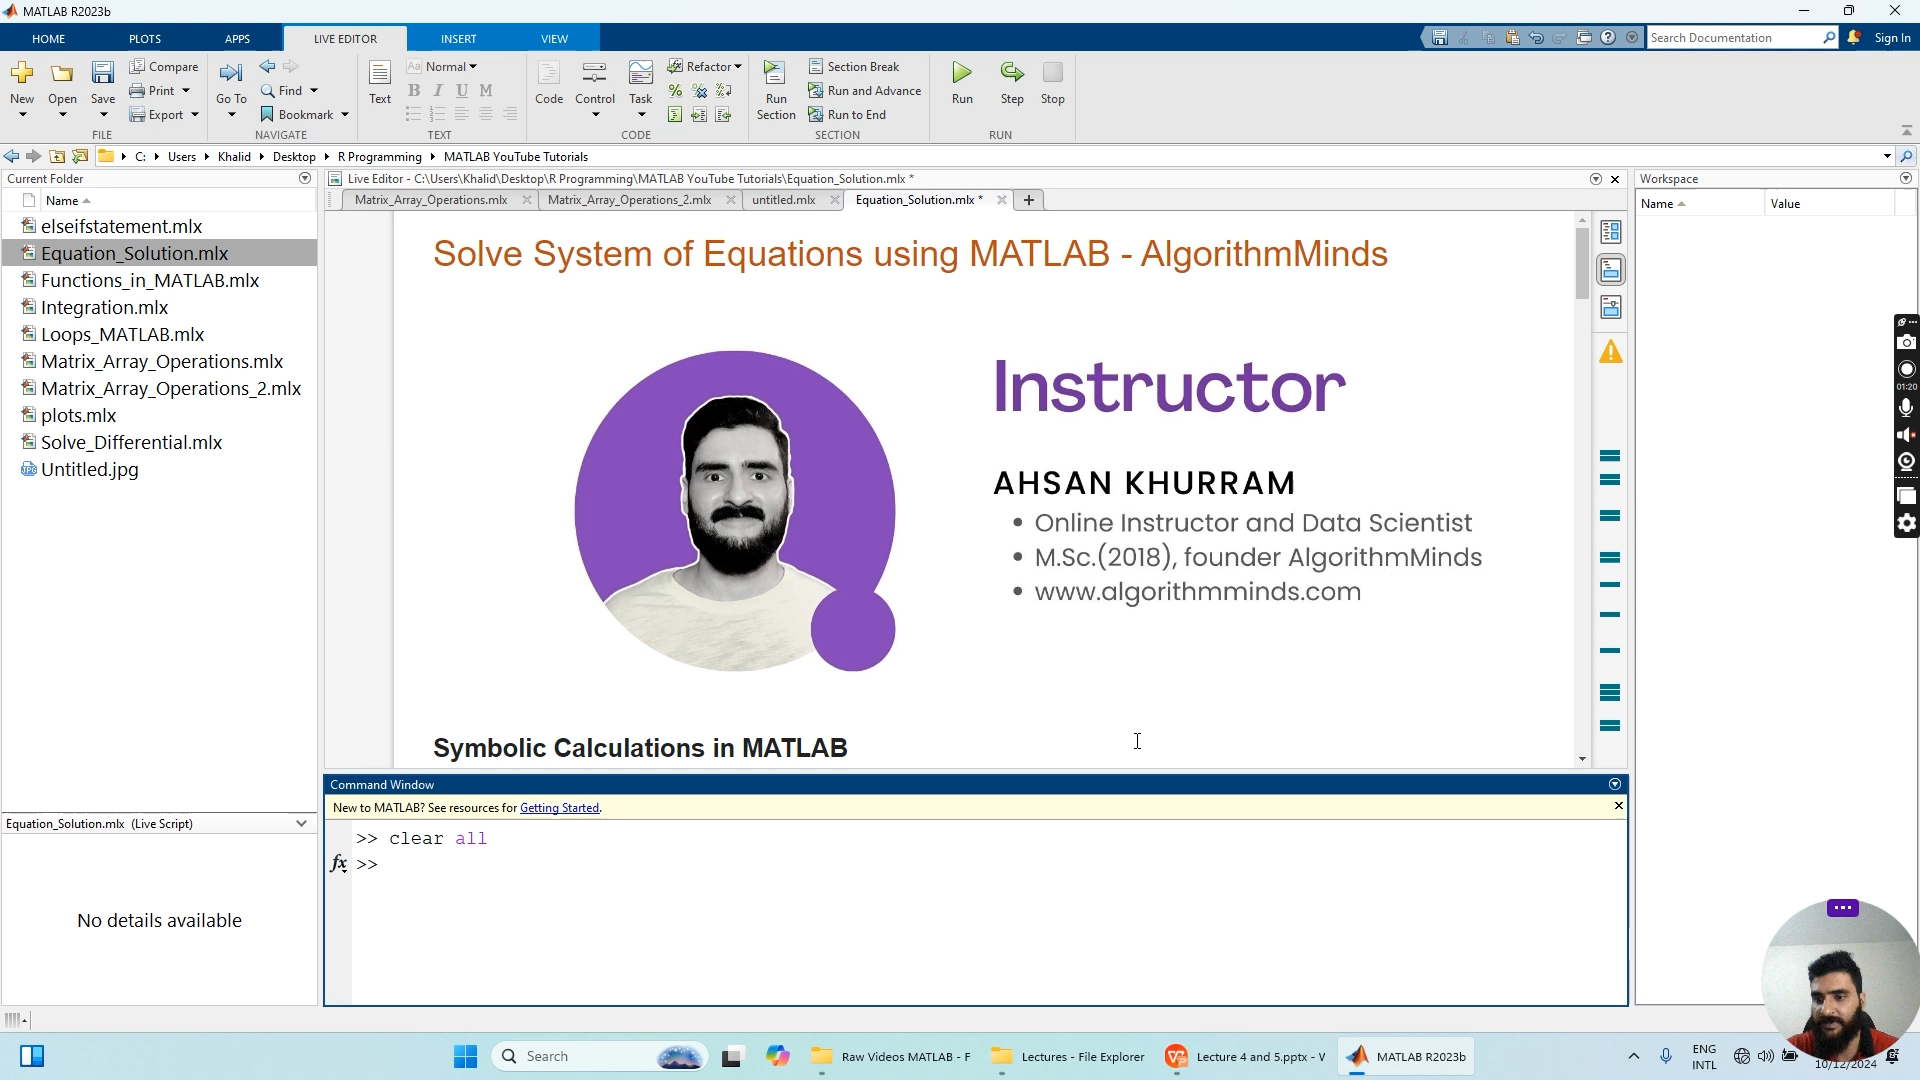 MATLAB R2023b
HOME PLOTS APPS LIVE EDITOR INSERT VIEW Search Documentation Sign In
New Open Save Compare Print Export
FILE
Go To Find Bookmark
NAVIGATE
Text Aa Normal B I U M
TEXT
Code Control Task Refactor
CODE
Run Section Section Break Run and Advance Run to End
SECTION
Run Step Stop
RUN
C: Users Khalid Desktop R Programming MATLAB YouTube Tutorials
Current Folder
Name
elseifstatement.mlx
Equation_Solution.mlx
Functions_in_MATLAB.mlx
Integration.mlx
Loops_MATLAB.mlx
Matrix_Array_Operations.mlx
Matrix_Array_Operations_2.mlx
plots.mlx
Solve_Differential.mlx
Untitled.jpg
Equation_Solution.mlx (Live Script)
No details available
Live Editor - C:\Users\Khalid\Desktop\R Programming\MATLAB YouTube Tutorials\Equation_Solution.mlx *
Matrix_Array_Operations.mlx Matrix_Array_Operations_2.mlx untitled.mlx Equation_Solution.mlx * +
Solve System of Equations using MATLAB - AlgorithmMinds
Instructor
AHSAN KHURRAM
• Online Instructor and Data Scientist
• M.Sc.(2018), founder AlgorithmMinds
• www.algorithmminds.com
Symbolic Calculations in MATLAB
Command Window
New to MATLAB? See resources for Getting Started.
>> clear all
fx >>
Workspace
Name Value
01:20
Search
Raw Videos MATLAB - F
Lectures - File Explorer
Lecture 4 and 5.pptx - V
MATLAB R2023b
ENG
INTL
10/12/2024